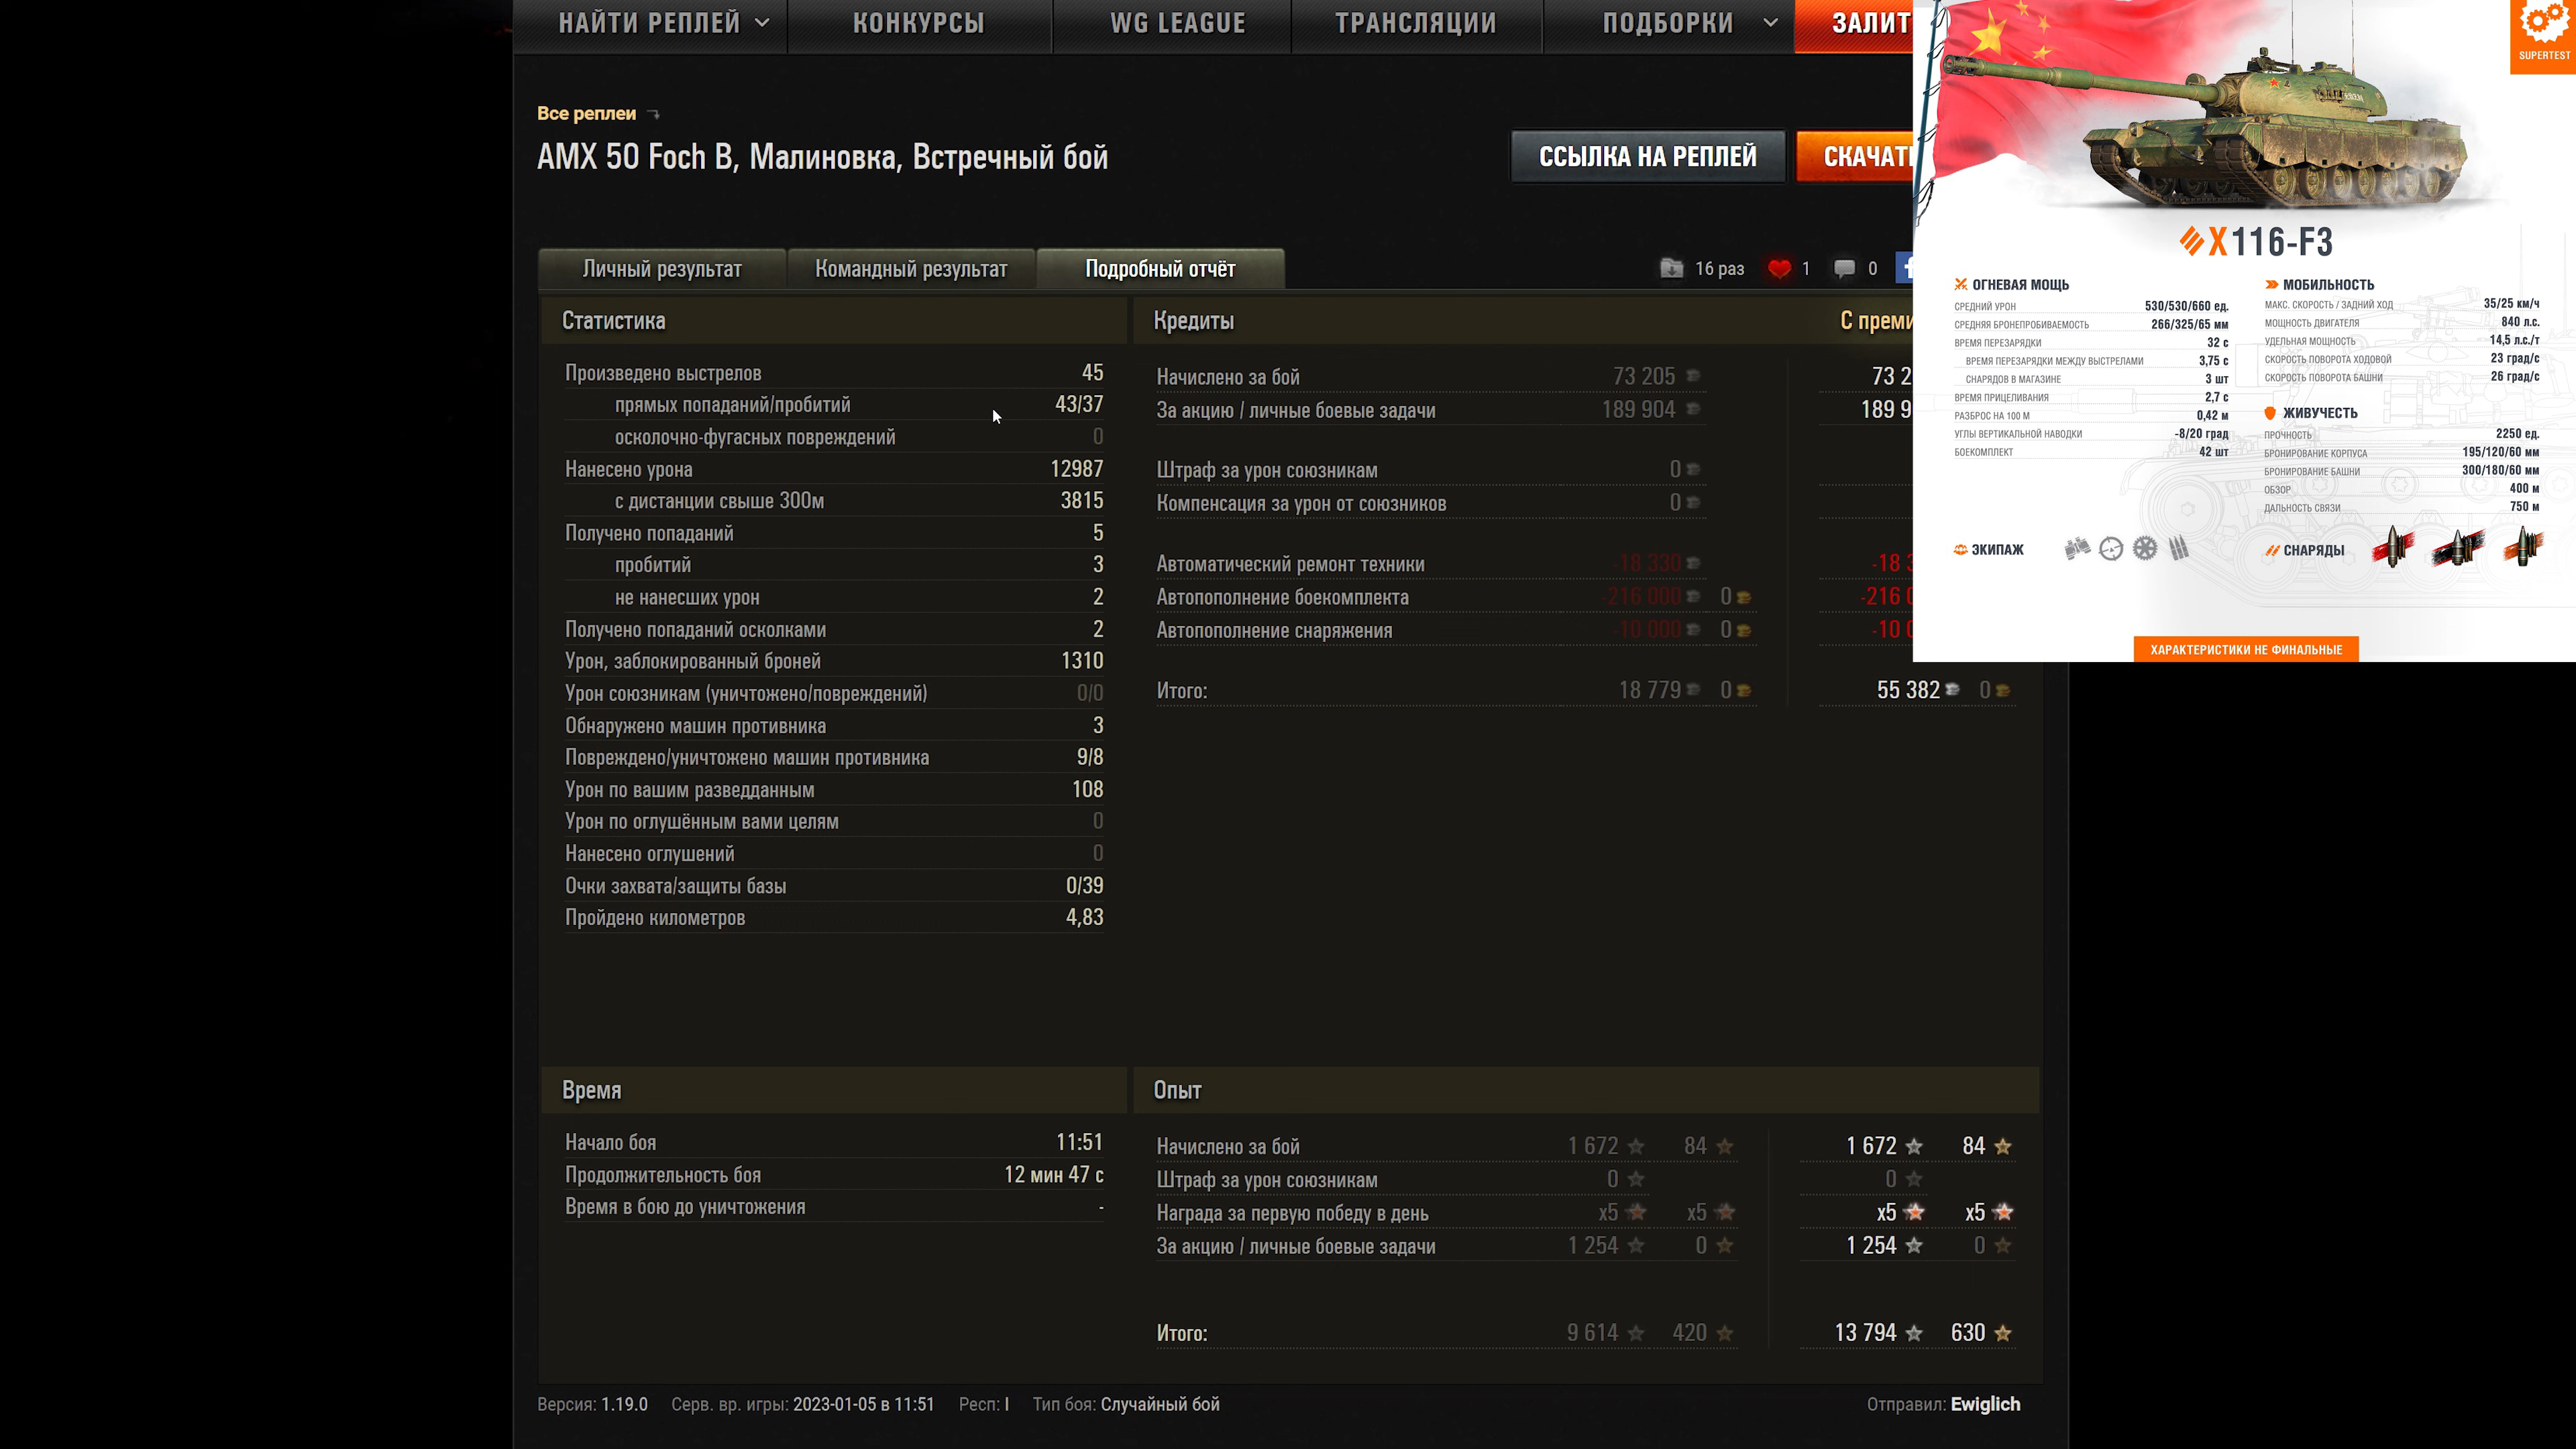 НАЙТИ РЕПЛЕЙ КОНКУРСЫ WG LEAGUE ТРАНСЛЯЦИИ ПОДБОРКИ ЗАЛИТ
Все реплеи
AMX 50 Foch B, Малиновка, Встречный бой
ССЫЛКА НА РЕПЛЕЙ СКАЧАТ
Личный результат Командный результат Подробный отчёт 16 раз 1 0
Статистика
Произведено выстрелов 45
прямых попаданий/пробитий 43/37
осколочно-фугасных повреждений 0
Нанесено урона 12987
с дистанции свыше 300м 3815
Получено попаданий 5
пробитий 3
не нанесших урон 2
Получено попаданий осколками 2
Урон, заблокированный броней 1310
Урон союзникам (уничтожено/повреждений) 0/0
Обнаружено машин противника 3
Повреждено/уничтожено машин противника 9/8
Урон по вашим разведданным 108
Урон по оглушённым вами целям 0
Нанесено оглушений 0
Очки захвата/защиты базы 0/39
Пройдено километров 4,83
Кредиты С преми
Начислено за бой 73 205 73 2
За акцию / личные боевые задачи 189 904 189 9
Штраф за урон союзникам 0
Компенсация за урон от союзников 0
Автоматический ремонт техники -18 330 -18 3
Автопополнение боекомплекта -216 000 0 -216 0
Автопополнение снаряжения -10 000 0 -10 0
Итого: 18 779 0 55 382 0
Время
Начало боя 11:51
Продолжительность боя 12 мин 47 с
Время в бою до уничтожения -
Опыт
Начислено за бой 1 672 84 1 672 84
Штраф за урон союзникам 0 0
Награда за первую победу в день x5 x5 x5 x5
За акцию / личные боевые задачи 1 254 0 1 254 0
Итого: 9 614 420 13 794 630
Версия: 1.19.0 Серв. вр. игры: 2023-01-05 в 11:51 Респ: I Тип боя: Случайный бой Отправил: Ewiglich
SUPERTEST
X 116-F3
ОГНЕВАЯ МОЩЬ
СРЕДНИЙ УРОН 530/530/660 ед.
СРЕДНЯЯ БРОНЕПРОБИВАЕМОСТЬ 266/325/65 мм
ВРЕМЯ ПЕРЕЗАРЯДКИ 32 с
ВРЕМЯ ПЕРЕЗАРЯДКИ МЕЖДУ ВЫСТРЕЛАМИ 3,75 с
СНАРЯДОВ В МАГАЗИНЕ 3 шт
ВРЕМЯ ПРИЦЕЛИВАНИЯ 2,7 с
РАЗБРОС НА 100 М 0,42 м
УГЛЫ ВЕРТИКАЛЬНОЙ НАВОДКИ -8/20 град
БОЕКОМПЛЕКТ 42 шт
МОБИЛЬНОСТЬ
МАКС. СКОРОСТЬ / ЗАДНИЙ ХОД 35/25 км/ч
МОЩНОСТЬ ДВИГАТЕЛЯ 840 л.с.
УДЕЛЬНАЯ МОЩНОСТЬ 14,5 л.с./т
СКОРОСТЬ ПОВОРОТА ХОДОВОЙ 23 град/с
СКОРОСТЬ ПОВОРОТА БАШНИ 26 град/с
ЖИВУЧЕСТЬ
ПРОЧНОСТЬ 2250 ед.
БРОНИРОВАНИЕ КОРПУСА 195/120/60 мм
БРОНИРОВАНИЕ БАШНИ 300/180/60 мм
ОБЗОР 400 м
ДАЛЬНОСТЬ СВЯЗИ 750 м
ЭКИПАЖ СНАРЯДЫ
ХАРАКТЕРИСТИКИ НЕ ФИНАЛЬНЫЕ